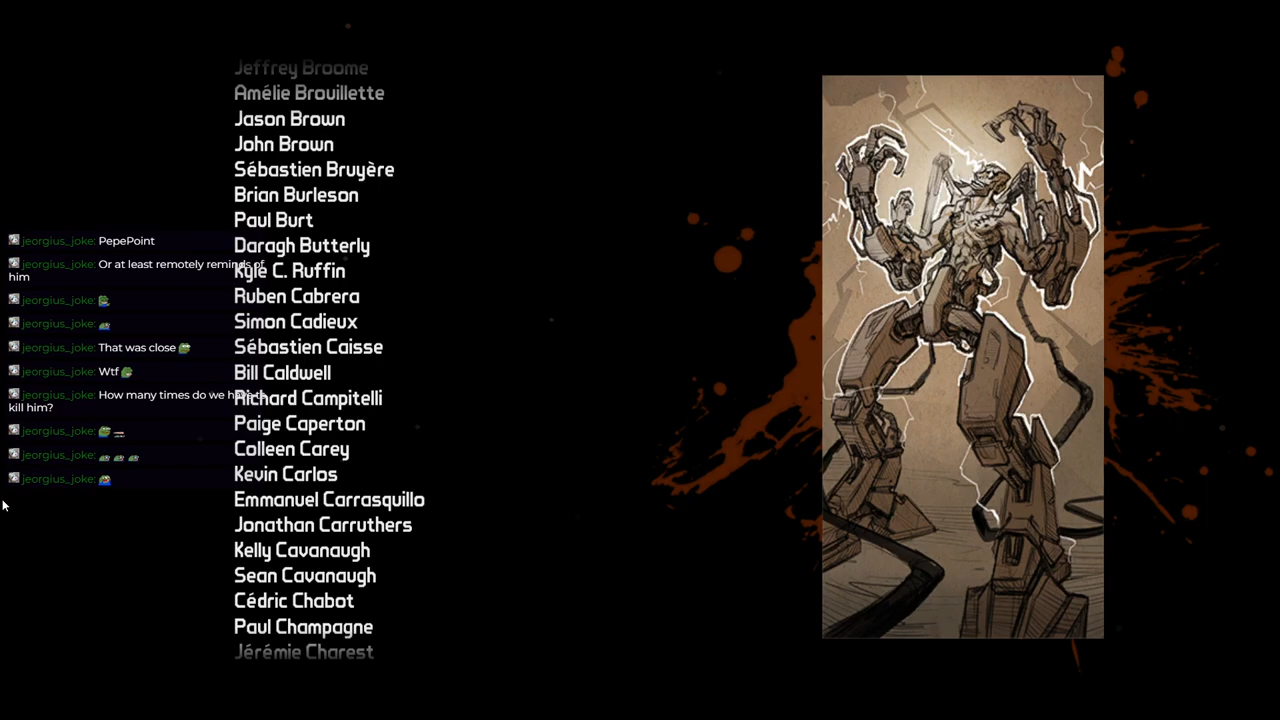 Jeffrey Broome
Amélie Brouillette
Jason Brown
John Brown
Sébastien Bruyère
Brian Burleson
Paul Burt
Daragh Butterly
Kyle C. Ruffin
Ruben Cabrera
Simon Cadieux
Sébastien Caisse
Bill Caldwell
Richard Campitelli
Paige Caperton
Colleen Carey
Kevin Carlos
Emmanuel Carrasquillo
Jonathan Carruthers
Kelly Cavanaugh
Sean Cavanaugh
Cédric Chabot
Paul Champagne
Jérémie Charest
jeorgius_joke: PepePoint
jeorgius_joke: Or at least remotely reminds of
him
jeorgius_joke:
jeorgius_joke:
jeorgius_joke: That was close
jeorgius_joke: Wtf
jeorgius_joke: How many times do we have to
kill him?
jeorgius_joke:
jeorgius_joke:
jeorgius_joke: